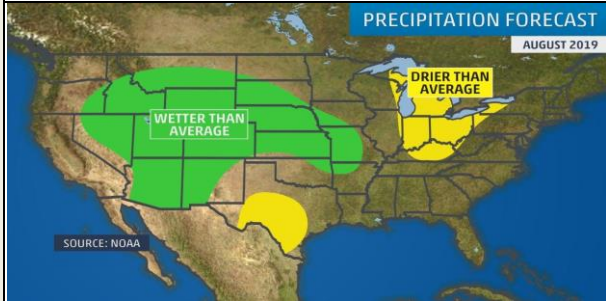 PRECIPITATION FORECAST
AUGUST 2019
DRIER THAN
AVERAGE
WETTER THAN
AVERAGE
SOURCE: NOAA